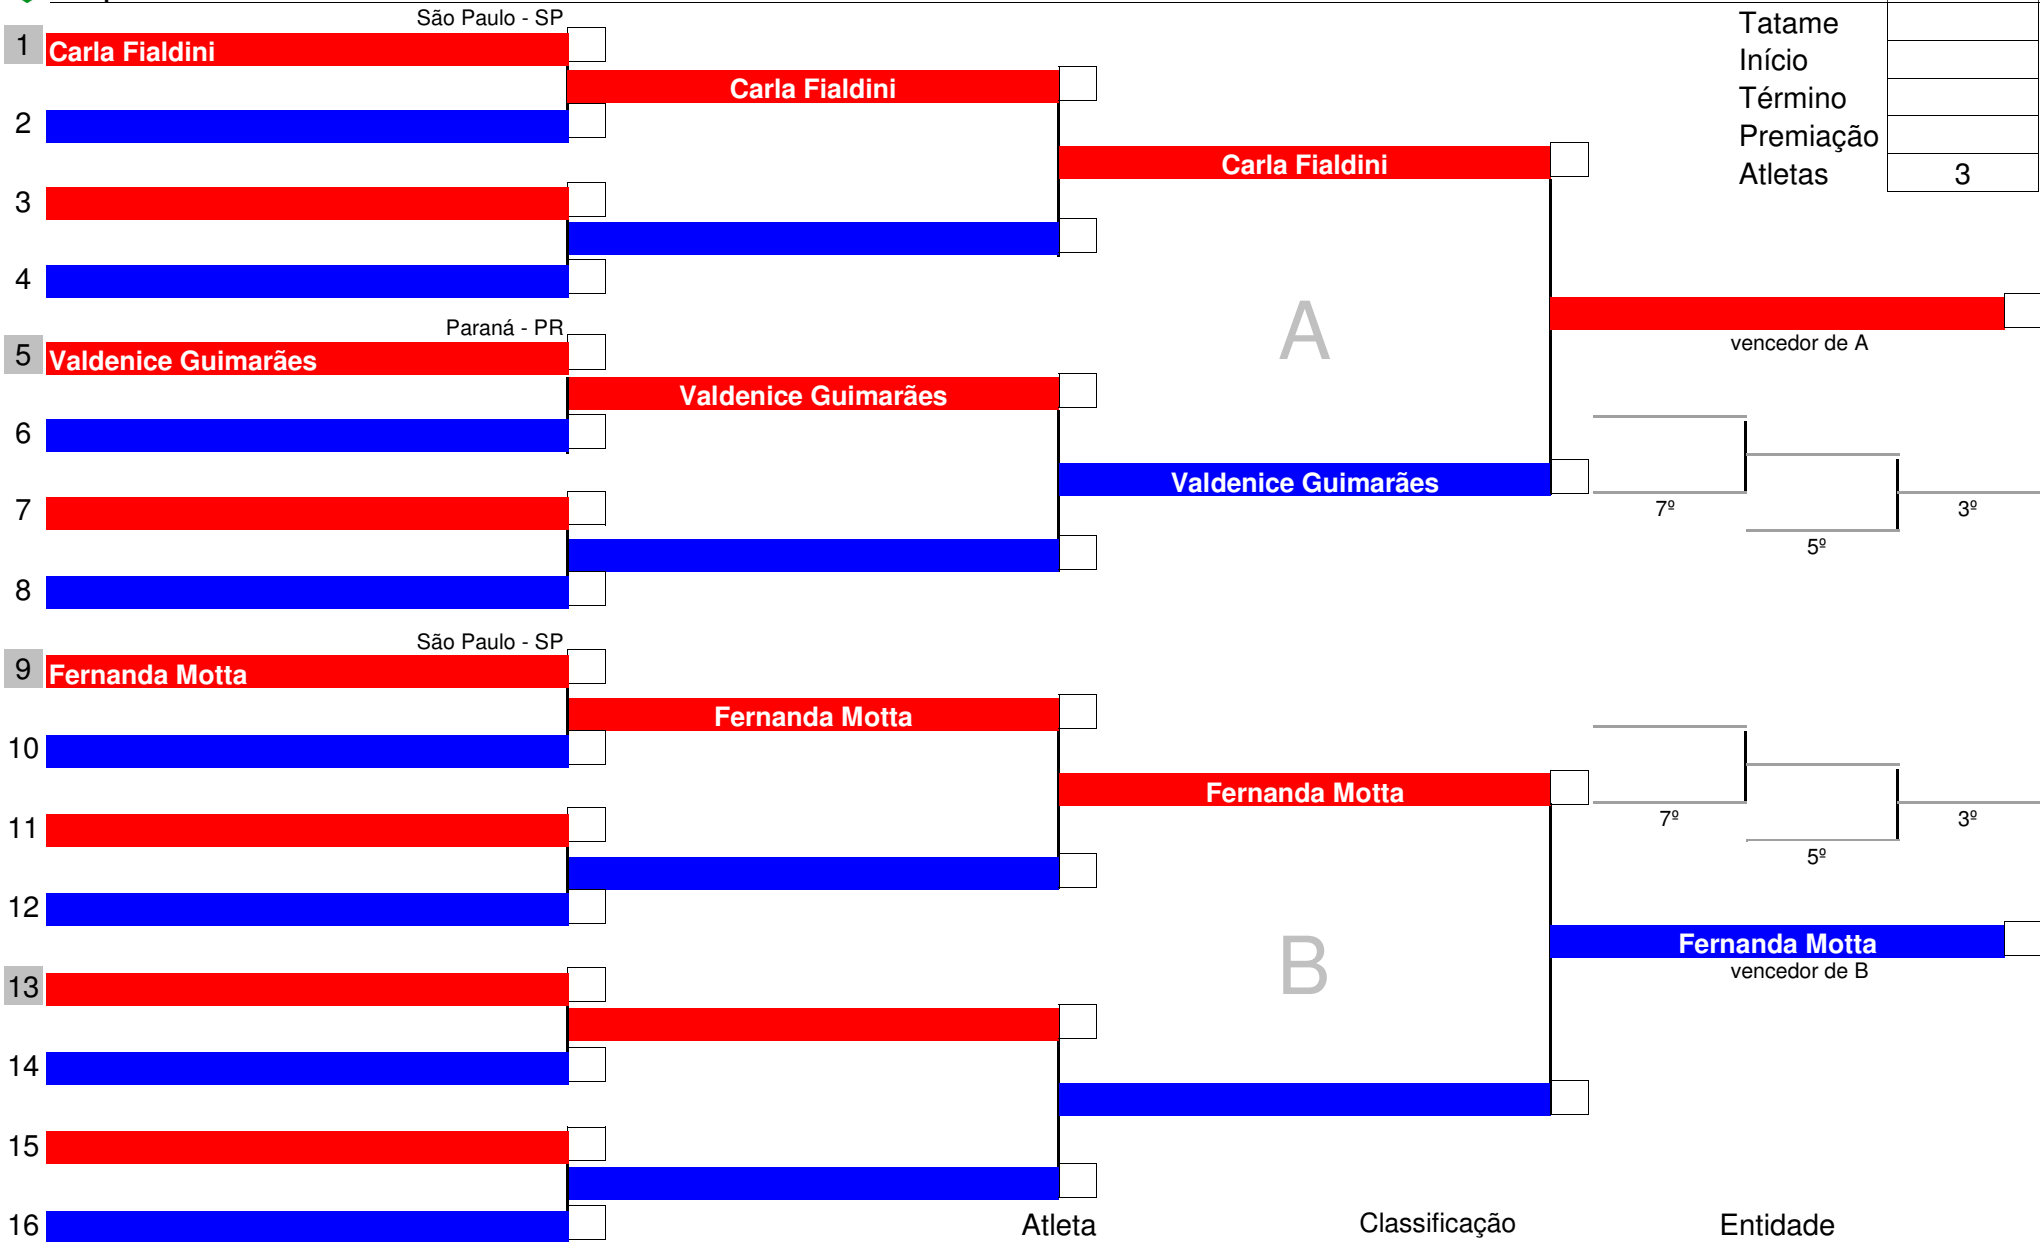 São Paulo - SP
1 Carla Fialdini
Carla Fialdini
2
Carla Fialdini
3
4
Tatame
Início
Término
Premiação
Atletas 3
Paraná - PR
5 Valdenice Guimarães
Valdenice Guimarães
A
vencedor de A
6
Valdenice Guimarães
7
7º
3º
5º
8
São Paulo - SP
9 Fernanda Motta
Fernanda Motta
10
Fernanda Motta
11
7º
3º
5º
12
B
Fernanda Motta
vencedor de B
13
14
15
16
Atleta Classificação Entidade